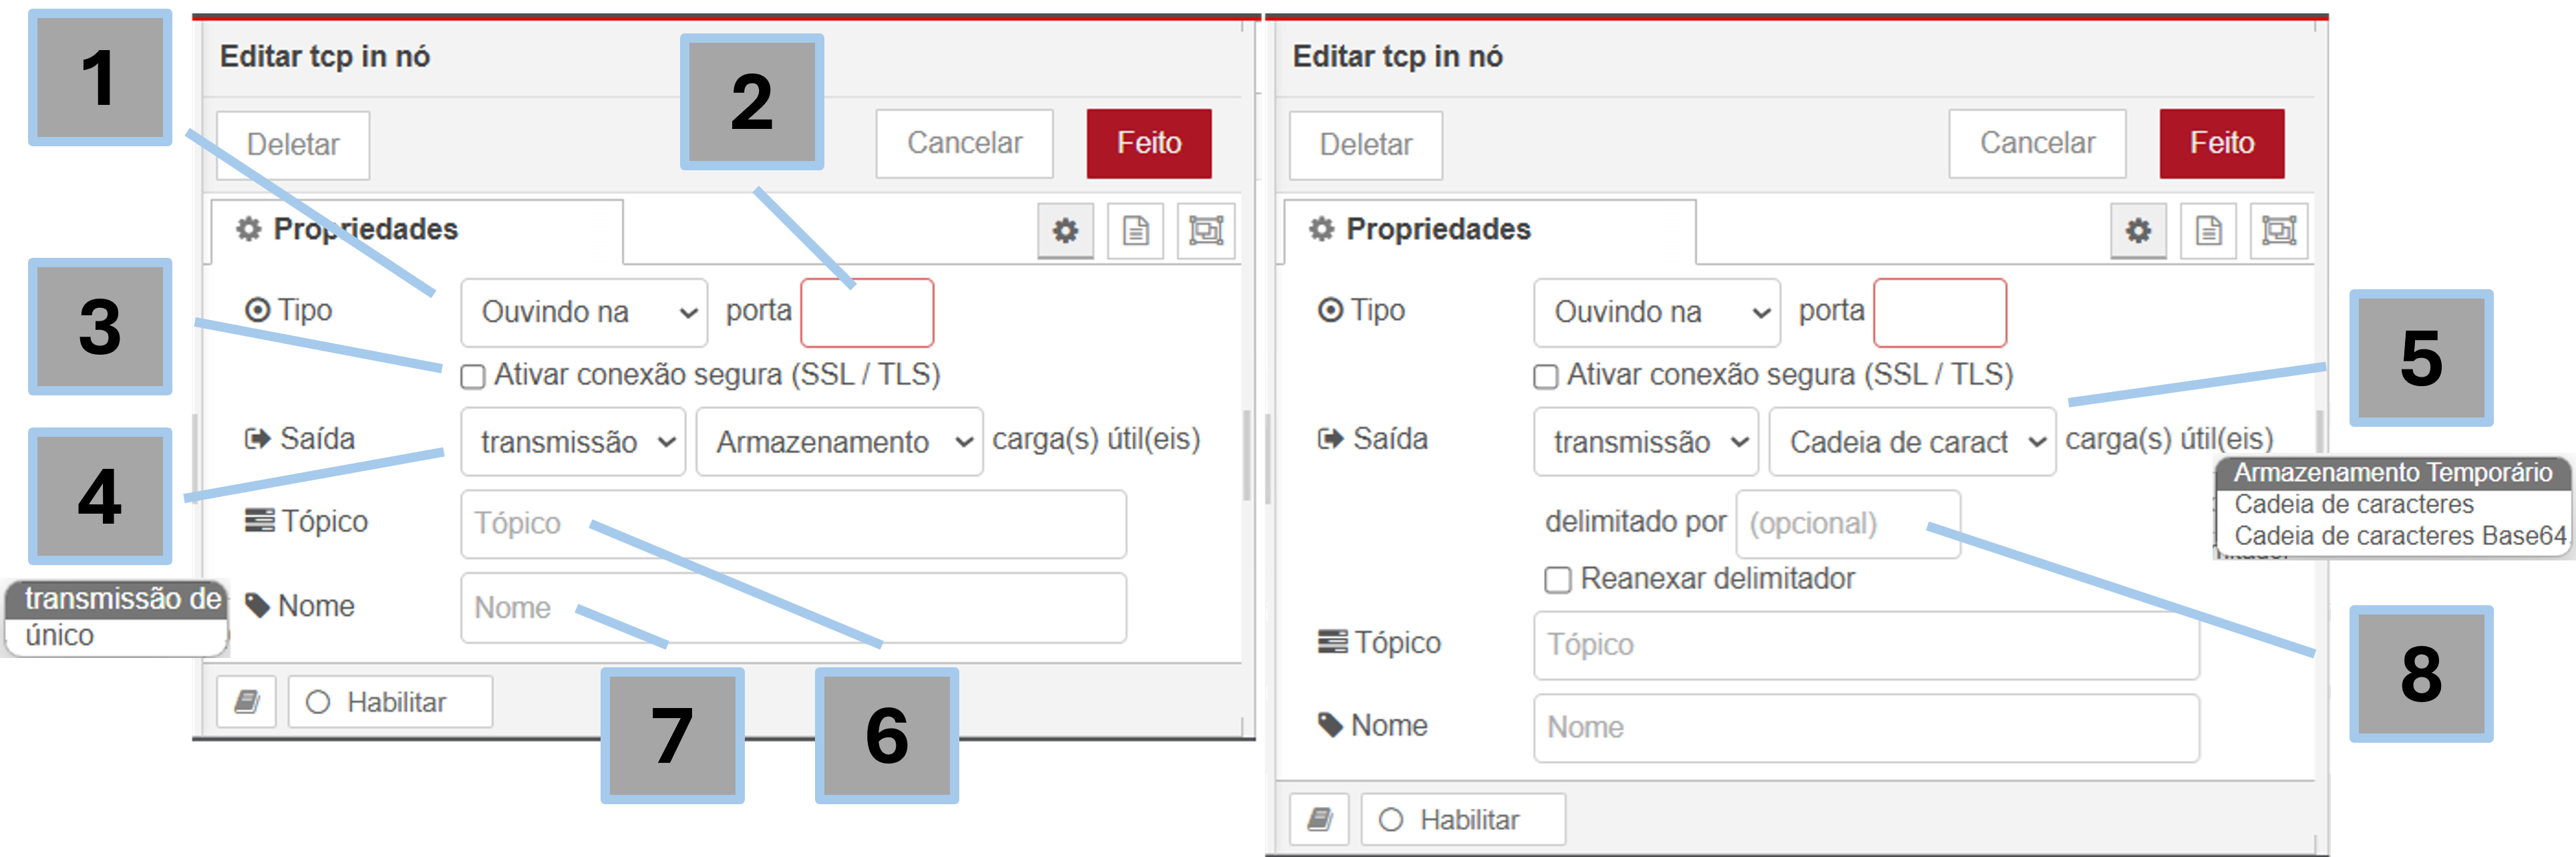 1
Editar tcp in nó
2
Deletar
Cancelar
Feito
Propriedades
3
Tipo
Ouvindo na
porta
Ativar conexão segura (SSL / TLS)
4
Saída
transmissão
Armazenamento
carga(s) útil(eis)
Tópico
Tópico
transmissão de
único
Nome
Nome
Habilitar
7
6
Editar tcp in nó
Deletar
Cancelar
Feito
Propriedades
Tipo
Ouvindo na
porta
5
Ativar conexão segura (SSL / TLS)
Saída
transmissão
Cadeia de caract
carga(s) útil(eis)
Armazenamento Temporário
Cadeia de caracteres
Cadeia de caracteres Base64
delimitado por
(opcional)
Reanexar delimitador
8
Tópico
Tópico
Nome
Nome
Habilitar